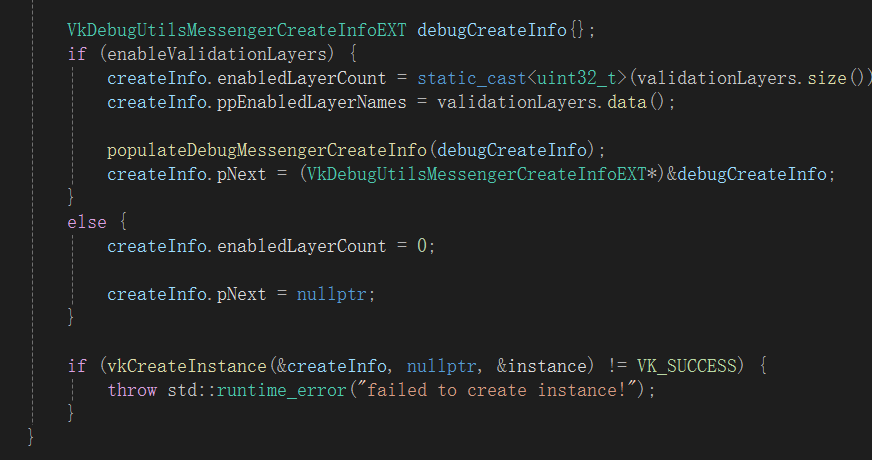 VkDebugUtilsMessengerCreateInfoEXT debugCreateInfo{};
if (enableValidationLayers) {
createInfo.enabledLayerCount = static_cast<uint32_t>(validationLayers.size())
createInfo.ppEnabledLayerNames = validationLayers.data();
populateDebugMessengerCreateInfo(debugCreateInfo);
createInfo.pNext = (VkDebugUtilsMessengerCreateInfoEXT*)&debugCreateInfo;
}
else {
createInfo.enabledLayerCount = 0;
createInfo.pNext = nullptr;
}
if (vkCreateInstance(&createInfo, nullptr, &instance) != VK_SUCCESS) {
throw std::runtime_error("failed to create instance!");
}
}